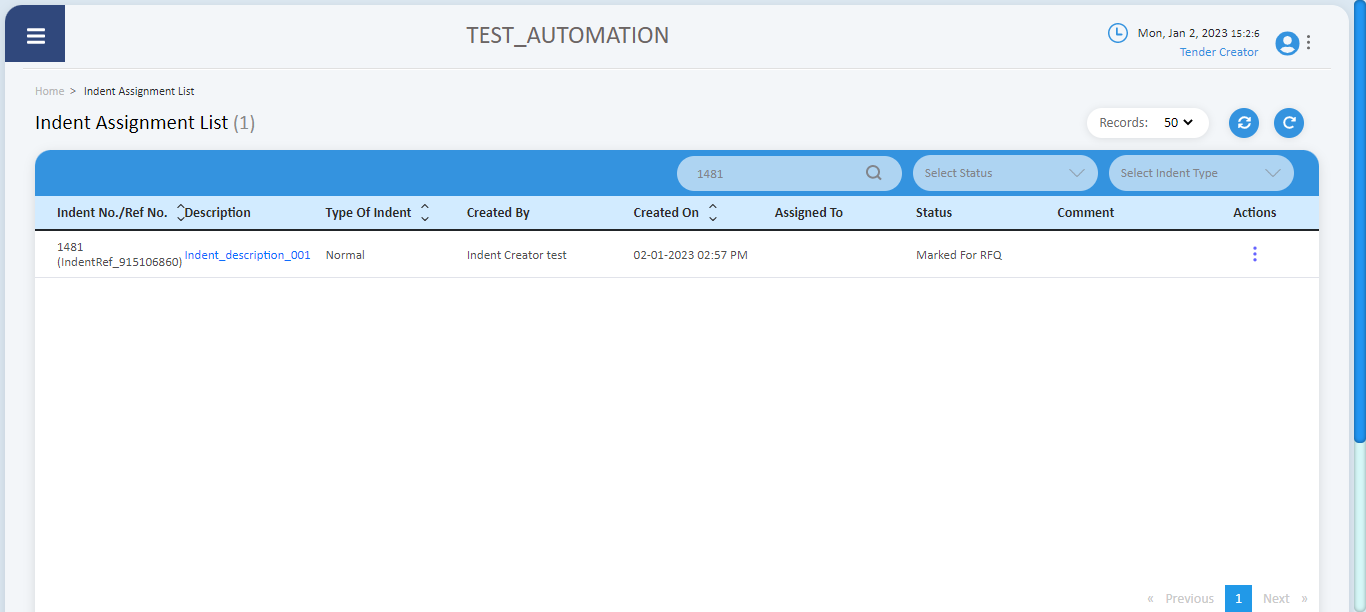 TEST_AUTOMATION
Mon, Jan 2, 2023 15:2:6
Tender Creator
Home > Indent Assignment List
Indent Assignment List (1)
Records: 50
1481 Select Status Select Indent Type
Indent No./Ref No. Description Type Of Indent Created By Created On Assigned To Status Comment Actions
1481
(IndentRef_915106860) Indent_description_001 Normal Indent Creator test 02-01-2023 02:57 PM Marked For RFQ
« Previous 1 Next »